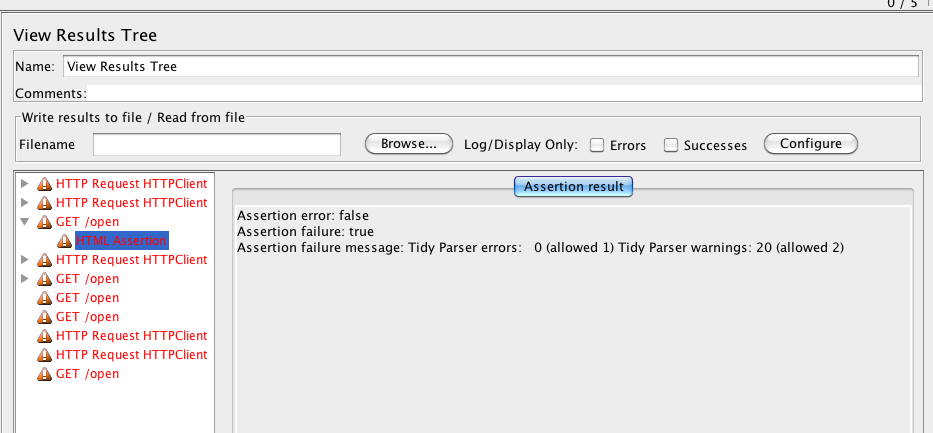 0 / 5
View Results Tree
Name: View Results Tree
Comments:
Write results to file / Read from file
Filename Browse... Log/Display Only: Errors Successes Configure
HTTP Request HTTPClient
HTTP Request HTTPClient
GET /open
HTML Assertion
HTTP Request HTTPClient
GET /open
GET /open
GET /open
HTTP Request HTTPClient
HTTP Request HTTPClient
GET /open
Assertion result
Assertion error: false
Assertion failure: true
Assertion failure message: Tidy Parser errors:   0 (allowed 1) Tidy Parser warnings: 20 (allowed 2)